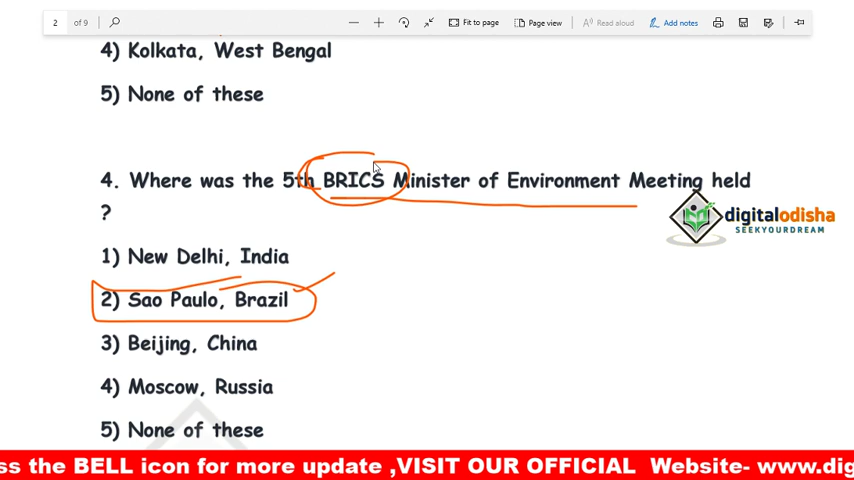 2 of 9
Fit to page
Page view
Read aloud
Add notes
4) Kolkata, West Bengal
5) None of these
4. Where was the 5th BRICS Minister of Environment Meeting held
?
digitalodisha
SEEKYOURDREAM
1) New Delhi, India
2) Sao Paulo, Brazil
3) Beijing, China
4) Moscow, Russia
5) None of these
ss the BELL icon for more update ,VISIT OUR OFFICIAL Website- www.dig